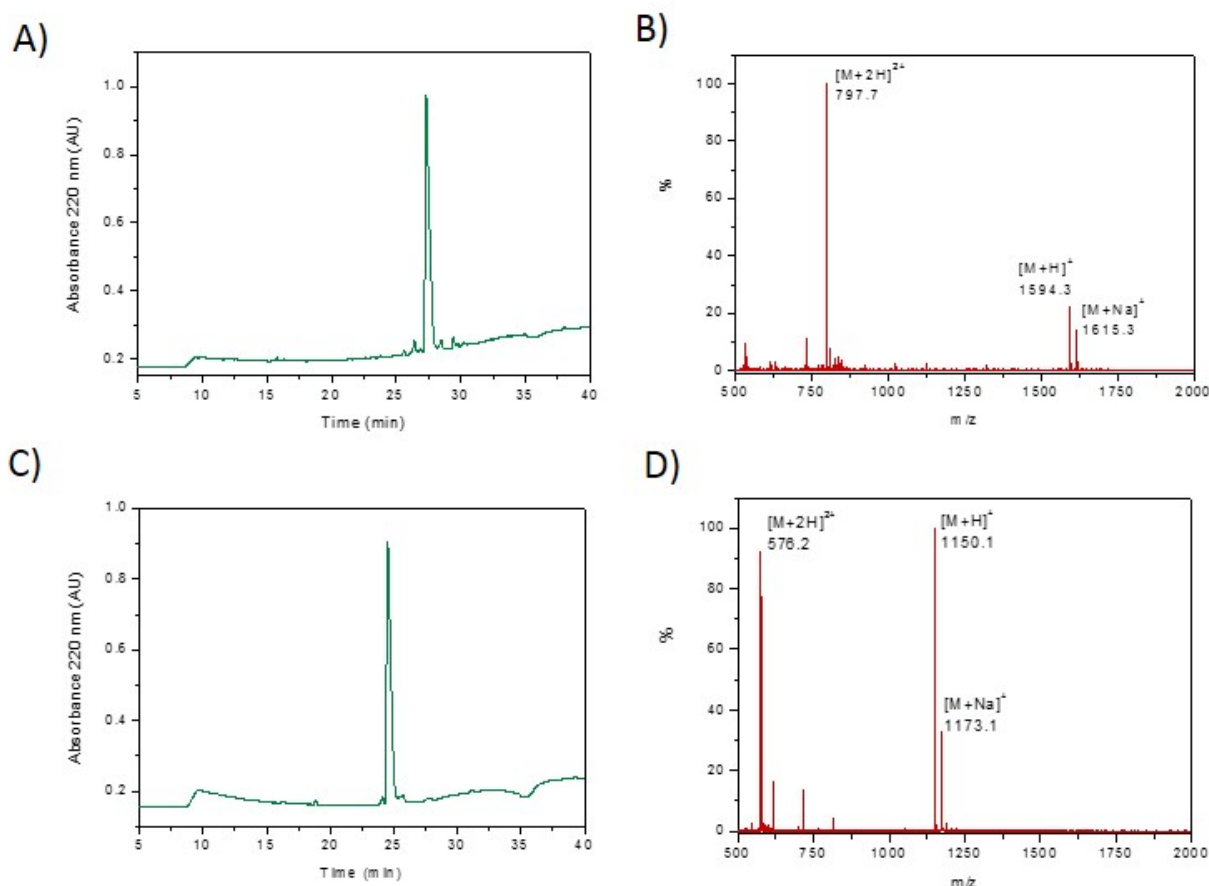 A)
Absorbance 220 nm (AU)
1.0
0.8
0.6
0.4
0.2
5 10 15 20 25 30 35 40
Time (min)
B)
%
100
80
60
40
20
0
[M+2H]2+
797.7
[M+H]+
1594.3
[M+Na]+
1615.3
500 750 1000 1250 1500 1750 2000
m/z
C)
Absorbance 220 nm (AU)
1.0
0.8
0.6
0.4
0.2
5 10 15 20 25 30 35 40
Time (min)
D)
%
100
80
60
40
20
0
[M+2H]2+
576.2
[M+H]+
1150.1
[M+Na]+
1173.1
500 750 1000 1250 1500 1750 2000
m/z